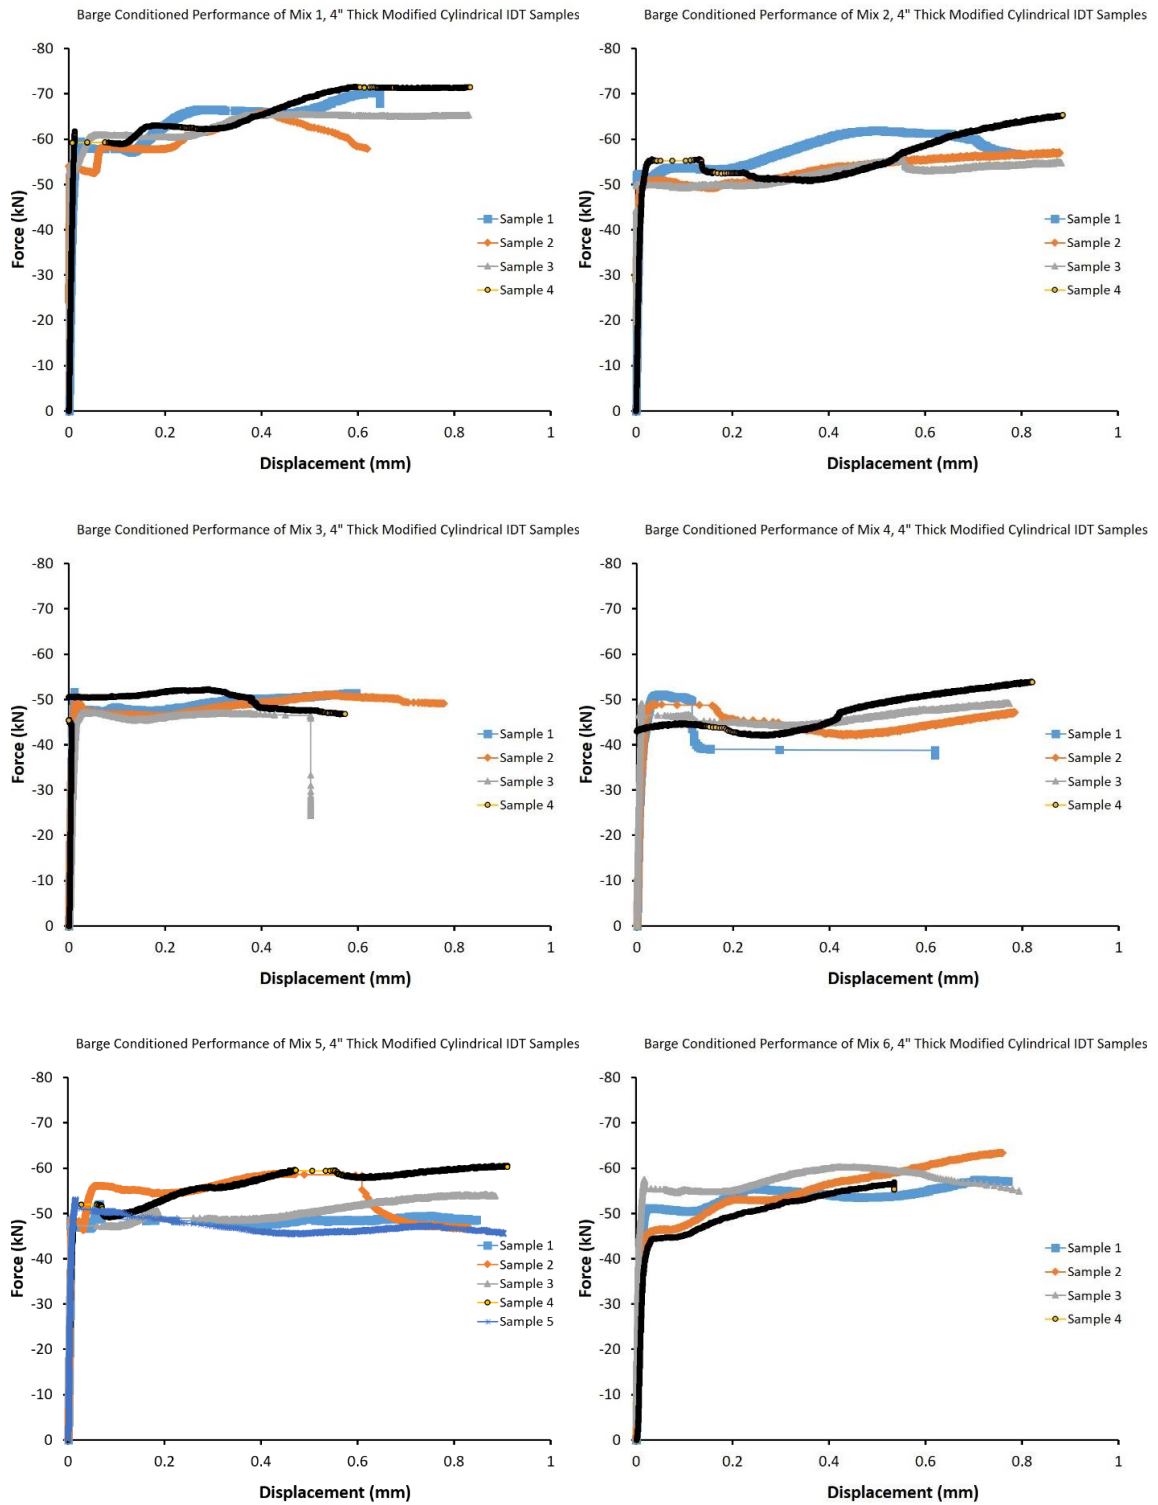 Barge Conditioned Performance of Mix 1, 4" Thick Modified Cylindrical IDT Samples
-80
-70
-60
-50
-40
-30
-20
-10
0
Force (kN)
Sample 1
Sample 2
Sample 3
Sample 4
0 0.2 0.4 0.6 0.8 1
Displacement (mm)
Barge Conditioned Performance of Mix 2, 4" Thick Modified Cylindrical IDT Samples
-80
-70
-60
-50
-40
-30
-20
-10
0
Force (kN)
Sample 1
Sample 2
Sample 3
Sample 4
0 0.2 0.4 0.6 0.8 1
Displacement (mm)
Barge Conditioned Performance of Mix 3, 4" Thick Modified Cylindrical IDT Samples
-80
-70
-60
-50
-40
-30
-20
-10
0
Force (kN)
Sample 1
Sample 2
Sample 3
Sample 4
0 0.2 0.4 0.6 0.8 1
Displacement (mm)
Barge Conditioned Performance of Mix 4, 4" Thick Modified Cylindrical IDT Samples
-80
-70
-60
-50
-40
-30
-20
-10
0
Force (kN)
Sample 1
Sample 2
Sample 3
Sample 4
0 0.2 0.4 0.6 0.8 1
Displacement (mm)
Barge Conditioned Performance of Mix 5, 4" Thick Modified Cylindrical IDT Samples
-80
-70
-60
-50
-40
-30
-20
-10
0
Force (kN)
Sample 1
Sample 2
Sample 3
Sample 4
Sample 5
0 0.2 0.4 0.6 0.8 1
Displacement (mm)
Barge Conditioned Performance of Mix 6, 4" Thick Modified Cylindrical IDT Samples
-80
-70
-60
-50
-40
-30
-20
-10
0
Force (kN)
Sample 1
Sample 2
Sample 3
Sample 4
0 0.2 0.4 0.6 0.8 1
Displacement (mm)